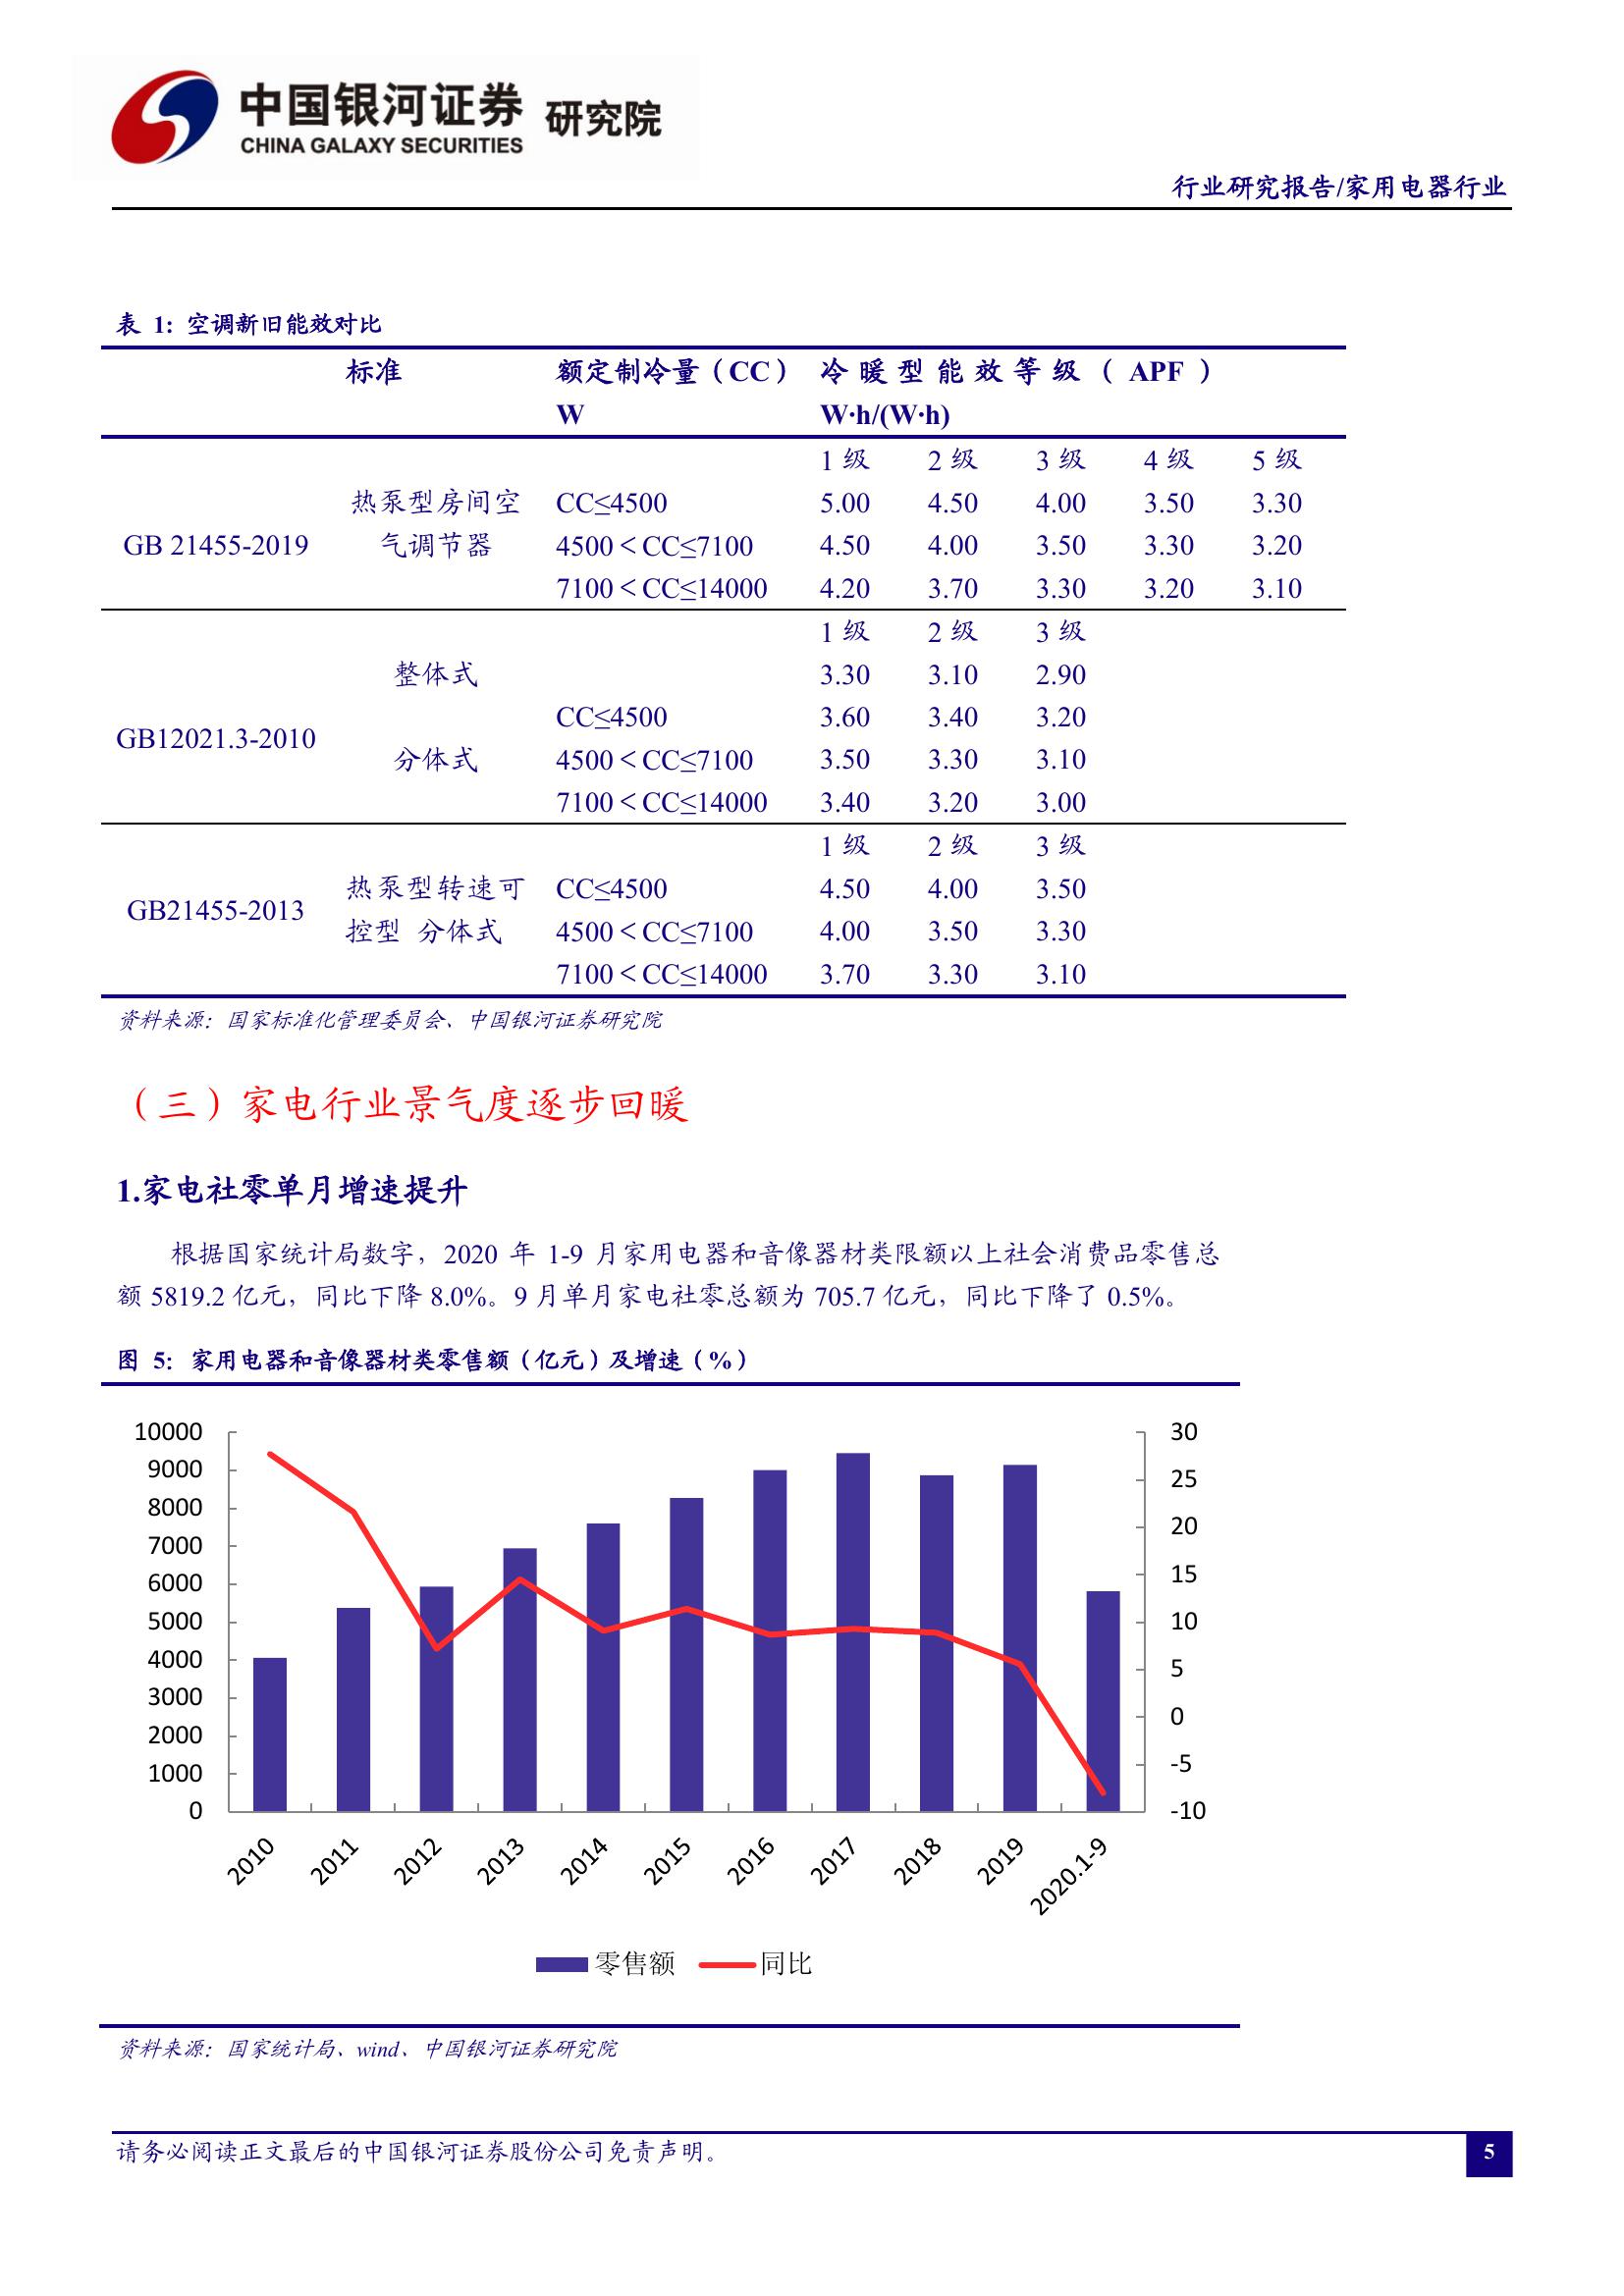 中国银河证券 研究院
CHINA GALAXY SECURITIES
行业研究报告/家用电器行业
表 1: 空调新旧能效对比
标准 额定制冷量（CC） 冷暖型能效等级（APF）
W W·h/(W·h)
1 级 2 级 3 级 4 级 5 级
热泵型房间空 CC≤4500 5.00 4.50 4.00 3.50 3.30
GB 21455-2019 气调节器 4500＜CC≤7100 4.50 4.00 3.50 3.30 3.20
7100＜CC≤14000 4.20 3.70 3.30 3.20 3.10
1 级 2 级 3 级
整体式 3.30 3.10 2.90
CC≤4500 3.60 3.40 3.20
GB12021.3-2010
分体式 4500＜CC≤7100 3.50 3.30 3.10
7100＜CC≤14000 3.40 3.20 3.00
1 级 2 级 3 级
热泵型转速可 CC≤4500 4.50 4.00 3.50
GB21455-2013
控型 分体式 4500＜CC≤7100 4.00 3.50 3.30
7100＜CC≤14000 3.70 3.30 3.10
资料来源：国家标准化管理委员会、中国银河证券研究院
（三）家电行业景气度逐步回暖
1.家电社零单月增速提升
根据国家统计局数字，2020 年 1-9 月家用电器和音像器材类限额以上社会消费品零售总
额 5819.2 亿元，同比下降 8.0%。9 月单月家电社零总额为 705.7 亿元，同比下降了 0.5%。
图 5: 家用电器和音像器材类零售额（亿元）及增速（%）
10000 30
9000 25
8000 20
7000
6000 15
5000 10
4000 5
3000 0
2000
1000 -5
0 -10
2010 2011 2012 2013 2014 2015 2016 2017 2018 2019 2020.1-9
零售额 同比
资料来源：国家统计局、wind、中国银河证券研究院
请务必阅读正文最后的中国银河证券股份公司免责声明。
5